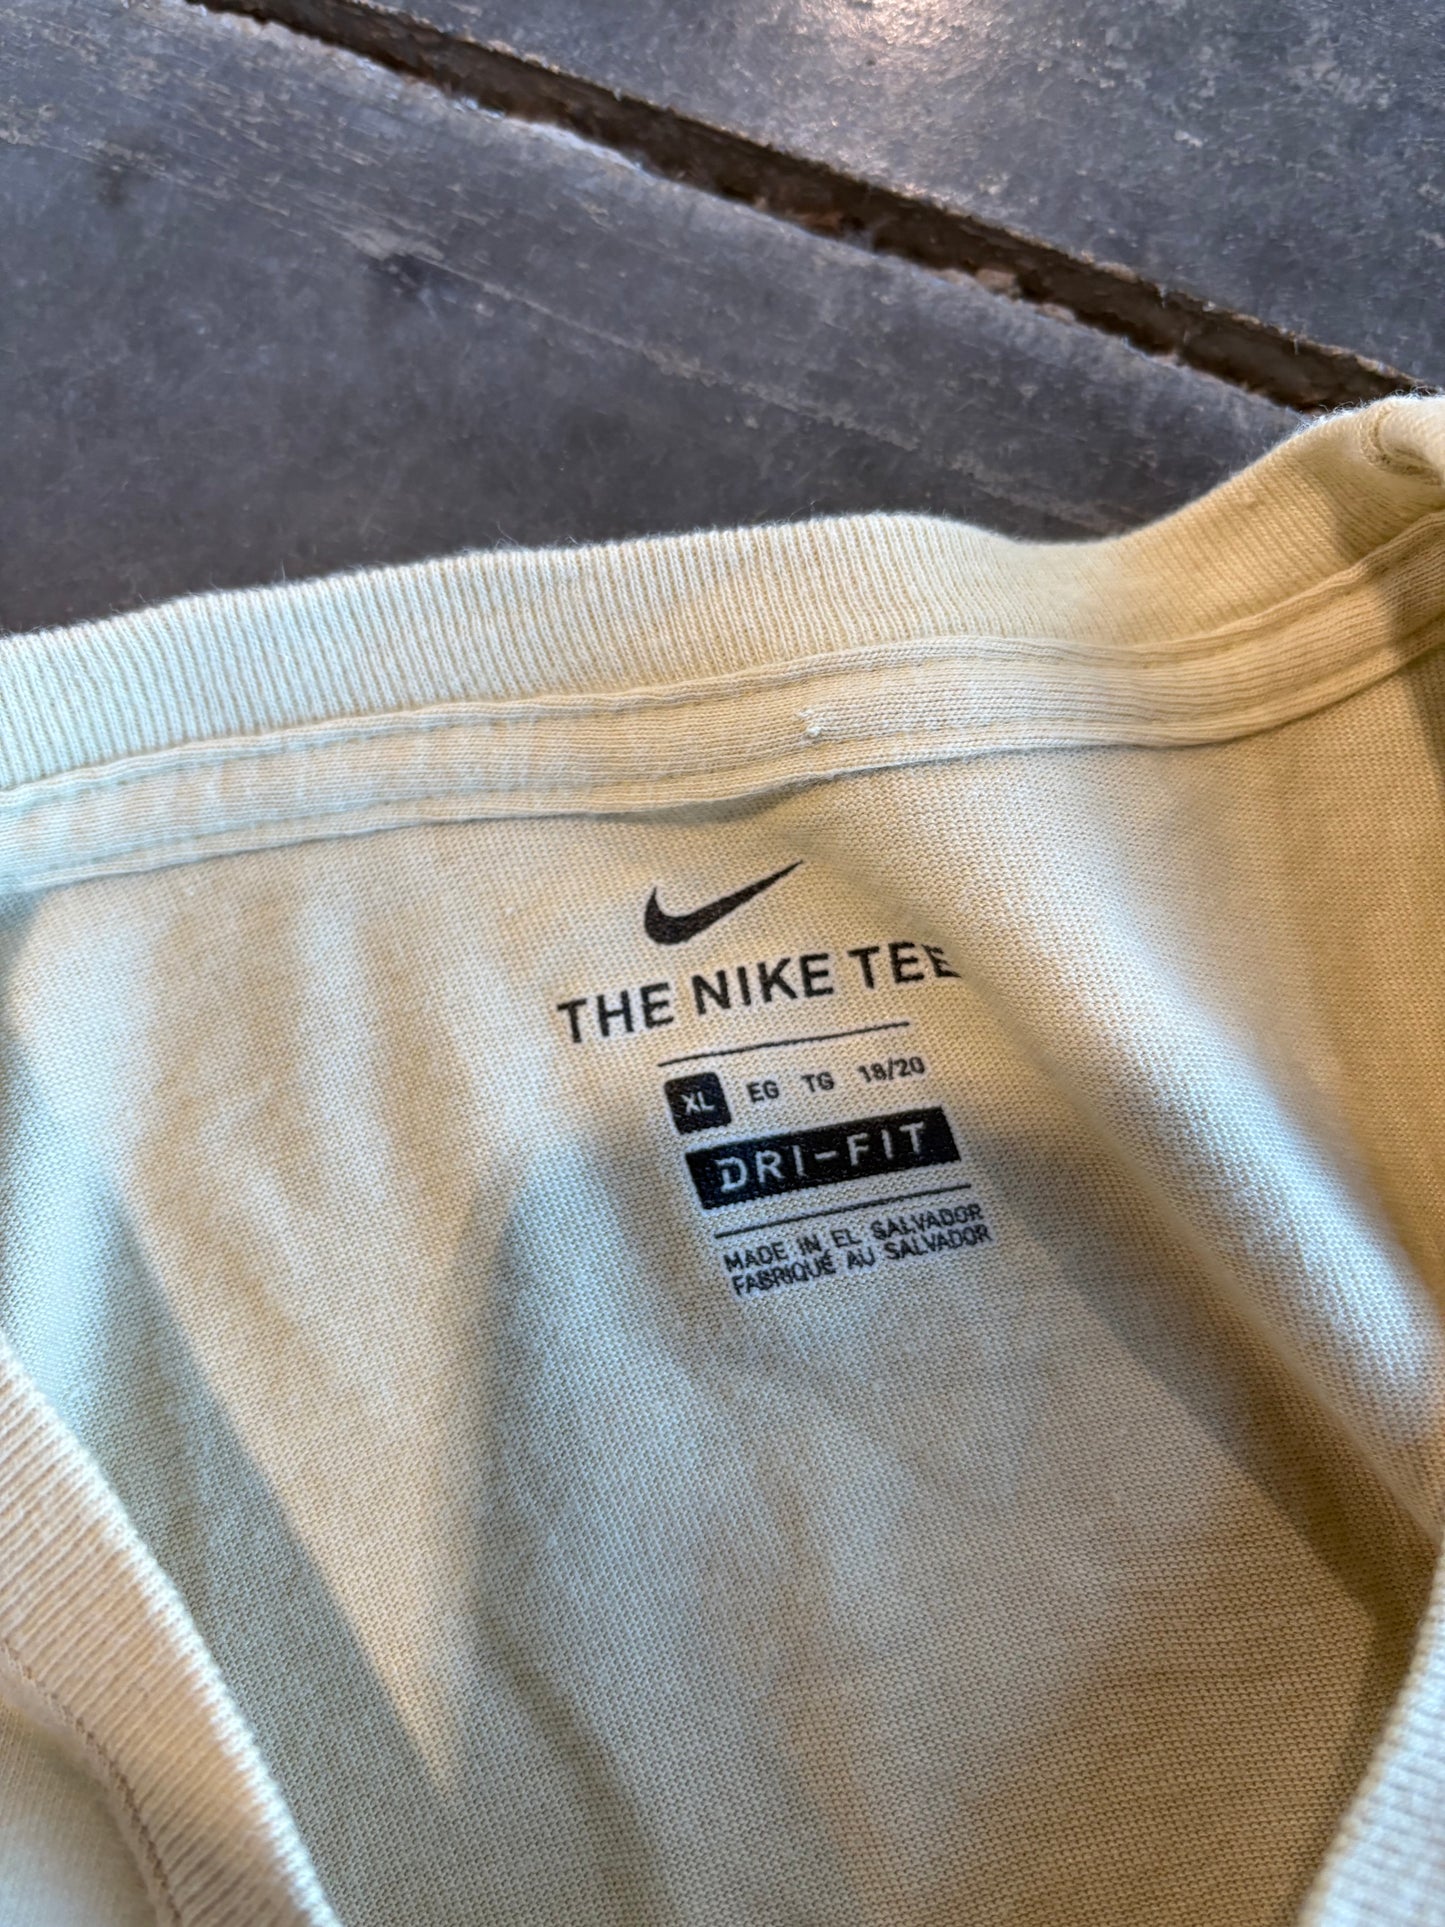 THE NIKE TEE
XL EG TG 18/20
DRI-FIT
MADE IN EL SALVADOR
FABRIQUÉ AU SALVADOR